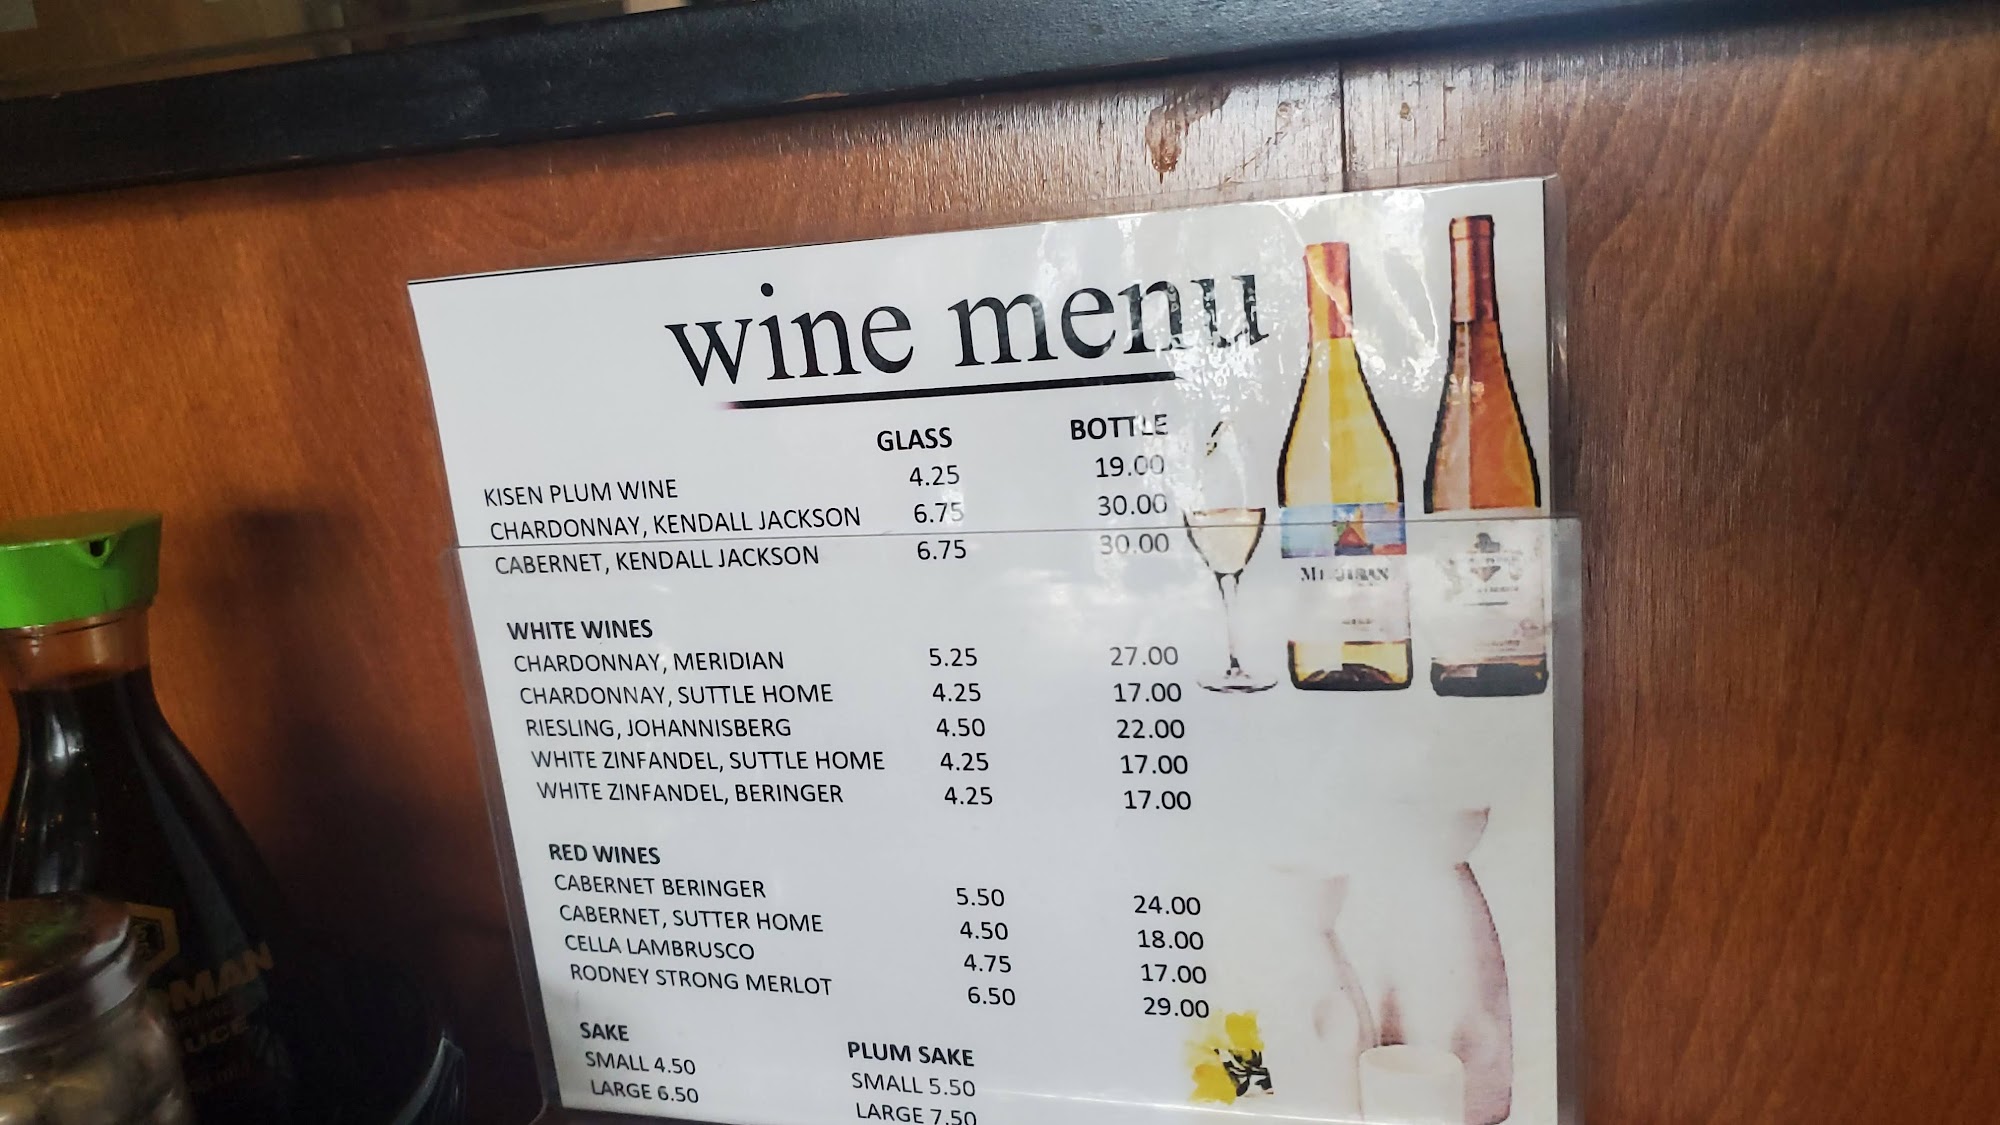 wine menu
GLASS BOTTLE
KISEN PLUM WINE 4.25 19.00
CHARDONNAY, KENDALL JACKSON 6.75 30.00
CABERNET, KENDALL JACKSON 6.75 30.00
WHITE WINES
CHARDONNAY, MERIDIAN 5.25 27.00
CHARDONNAY, SUTTLE HOME 4.25 17.00
RIESLING, JOHANNISBERG 4.50 22.00
WHITE ZINFANDEL, SUTTLE HOME 4.25 17.00
WHITE ZINFANDEL, BERINGER 4.25 17.00
RED WINES
CABERNET BERINGER 5.50 24.00
CABERNET, SUTTER HOME 4.50 18.00
CELLA LAMBRUSCO 4.75 17.00
RODNEY STRONG MERLOT 6.50 29.00
SAKE PLUM SAKE
SMALL 4.50 SMALL 5.50
LARGE 6.50 LARGE 7.50